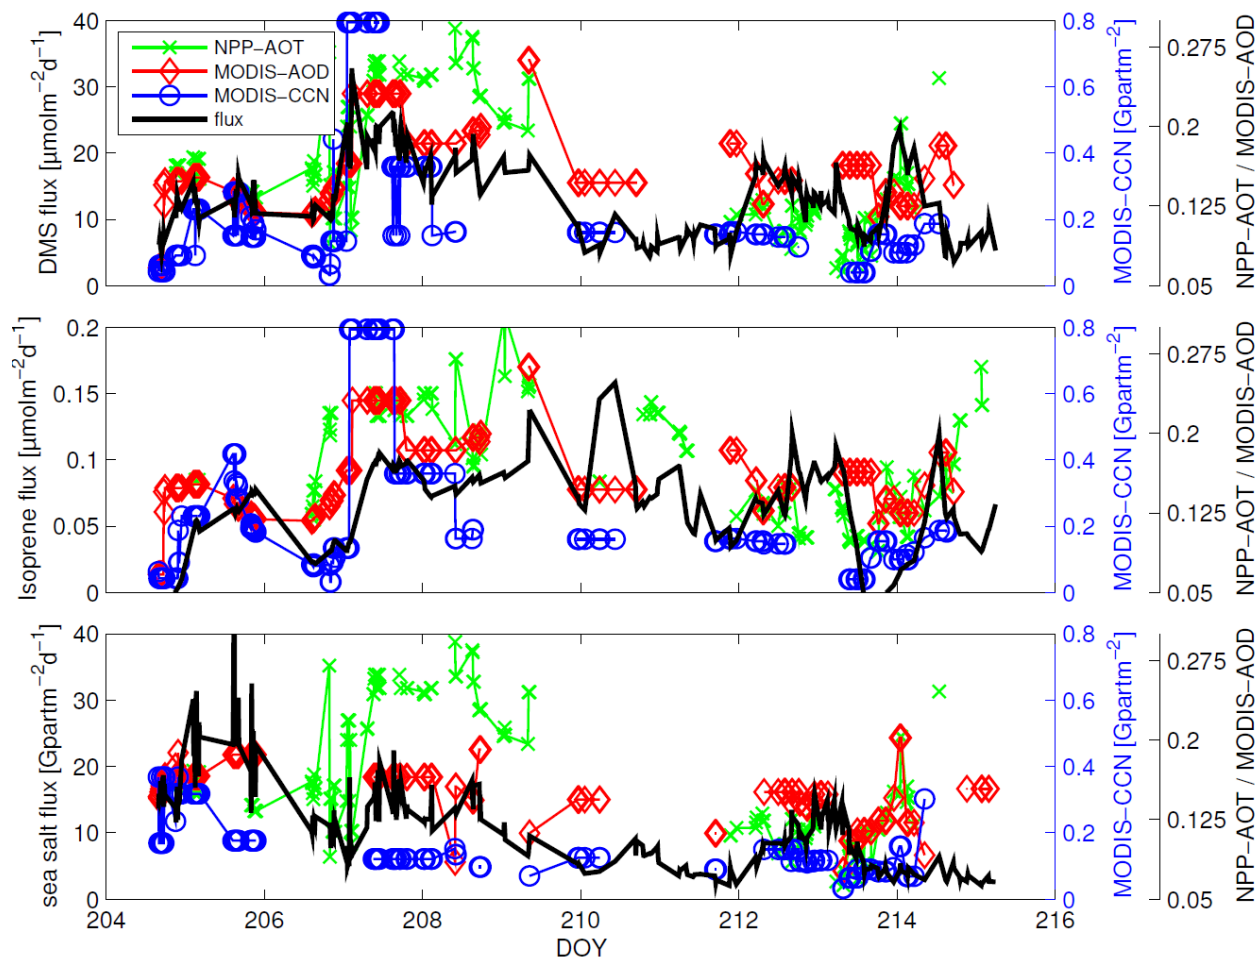 40
30
20
10
0
DMS flux [µmolm⁻²d⁻¹]
NPP−AOT
MODIS−AOD
MODIS−CCN
flux
0.8
0.6
0.4
0.2
0
MODIS−CCN [Gpartm⁻²]
0.275
0.2
0.125
0.05
NPP−AOT / MODIS−AOD
0.2
0.15
0.1
0.05
0
Isoprene flux [µmolm⁻²d⁻¹]
0.8
0.6
0.4
0.2
0
MODIS−CCN [Gpartm⁻²]
0.275
0.2
0.125
0.05
NPP−AOT / MODIS−AOD
40
30
20
10
0
sea salt flux [Gpartm⁻²d⁻¹]
0.8
0.6
0.4
0.2
0
MODIS−CCN [Gpartm⁻²]
0.275
0.2
0.125
0.05
NPP−AOT / MODIS−AOD
204 206 208 210 212 214 216
DOY